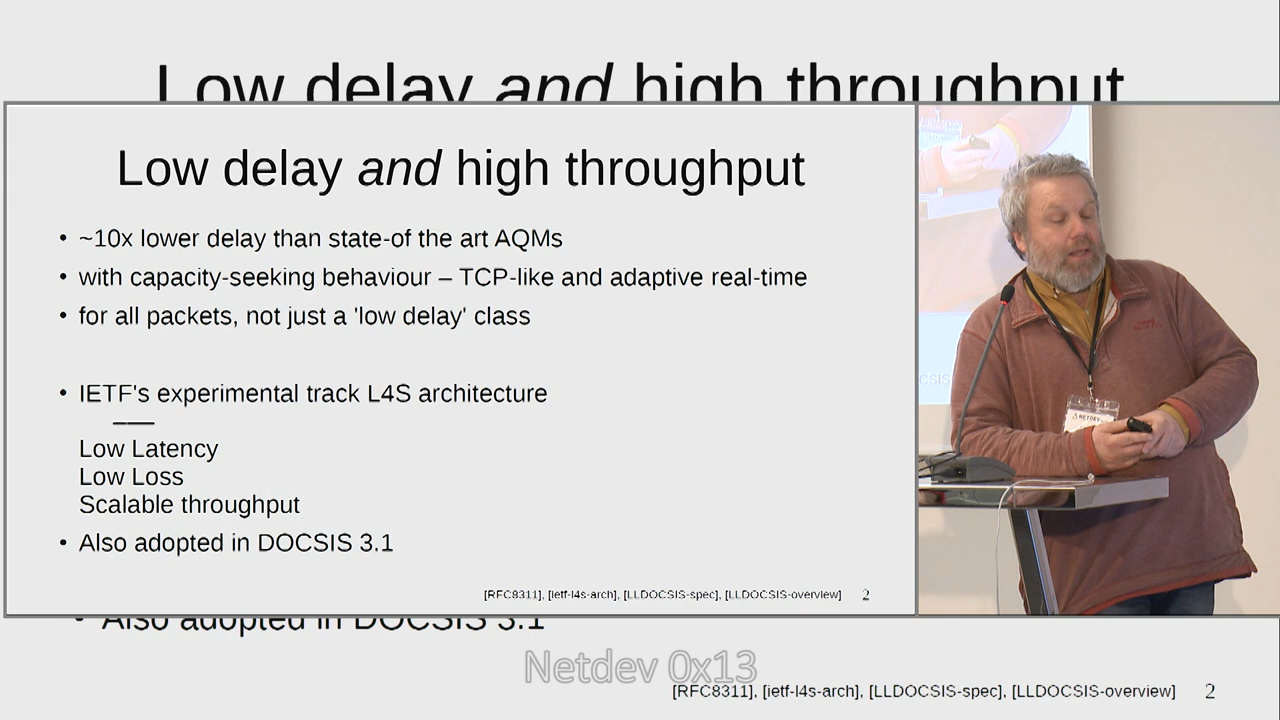 Low delay and high throughput
Low delay and high throughput
• ~10x lower delay than state-of the art AQMs
• with capacity-seeking behaviour – TCP-like and adaptive real-time
• for all packets, not just a 'low delay' class
• IETF's experimental track L4S architecture
Low Latency
Low Loss
Scalable throughput
• Also adopted in DOCSIS 3.1
[RFC8311], [ietf-l4s-arch], [LLDOCSIS-spec], [LLDOCSIS-overview] 2
NETDEV
• Also adopted in DOCSIS 3.1
Netdev 0x13
[RFC8311], [ietf-l4s-arch], [LLDOCSIS-spec], [LLDOCSIS-overview] 2